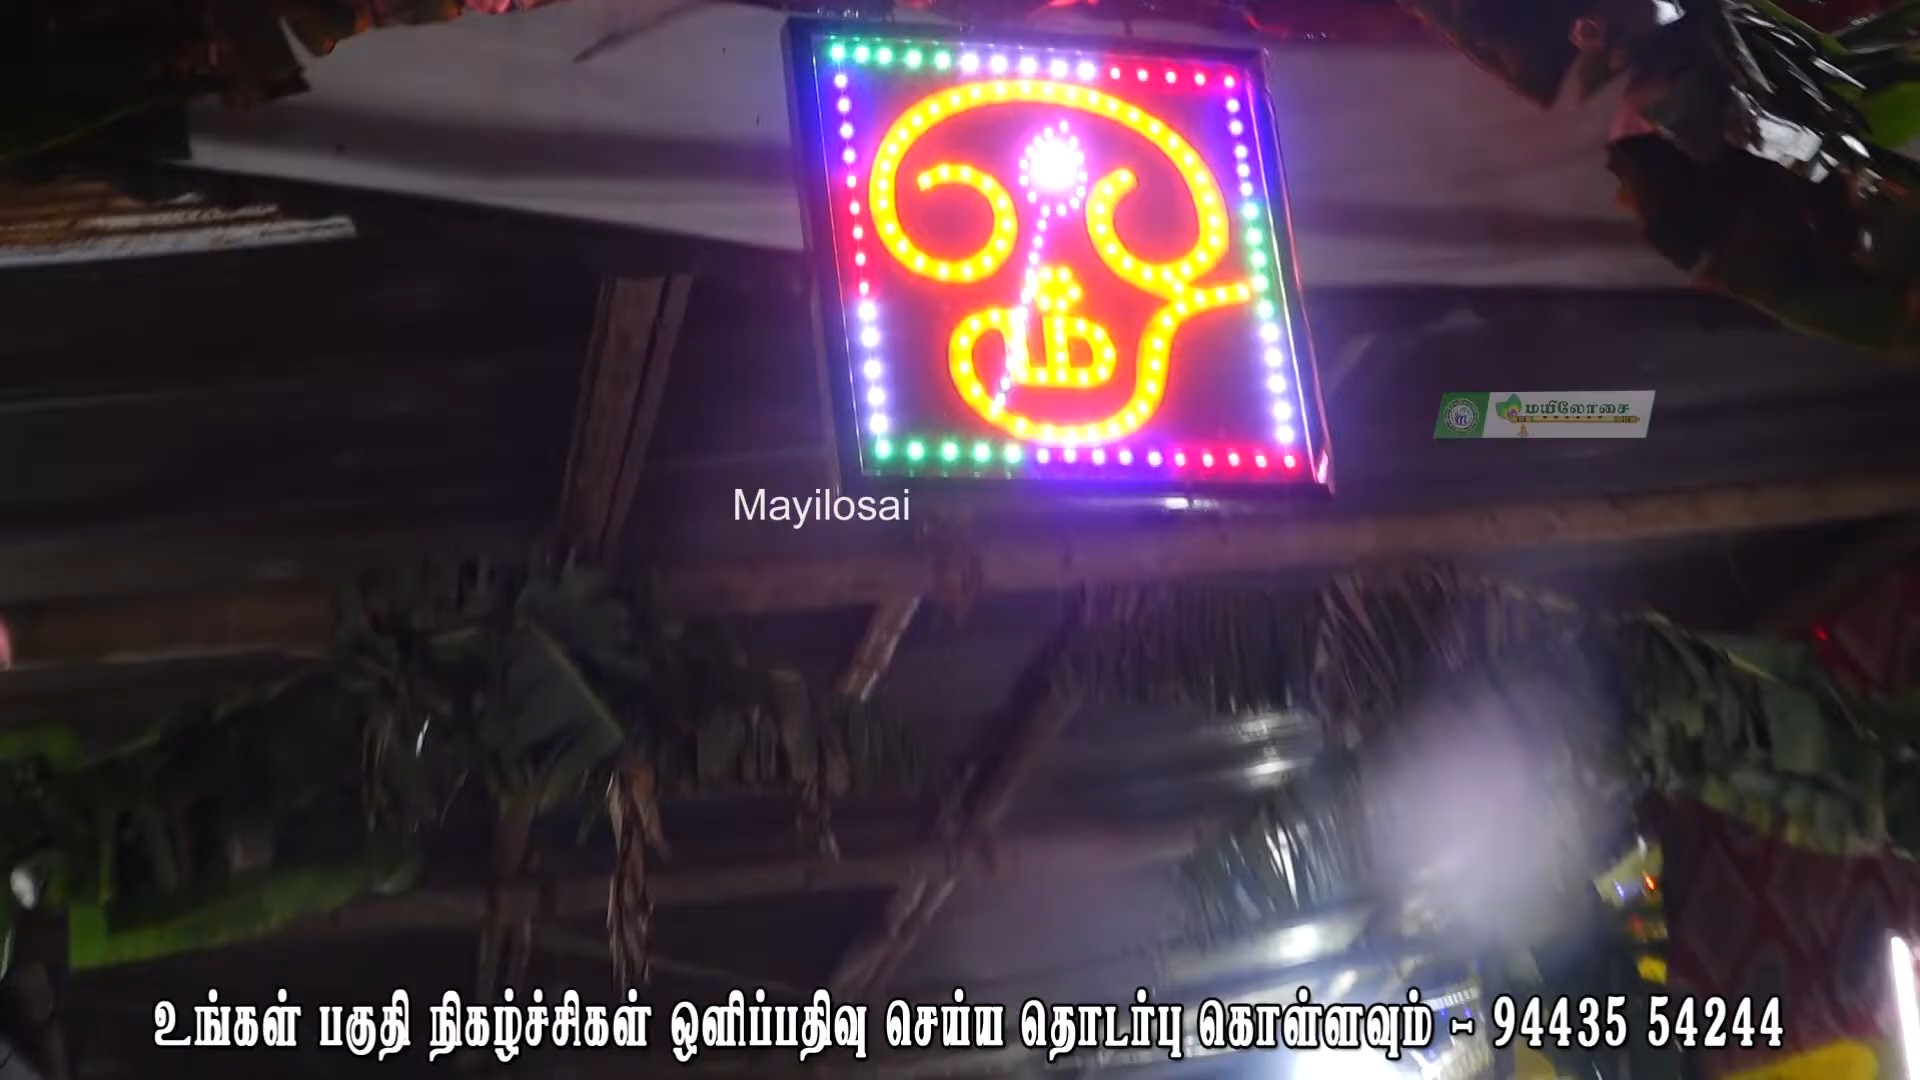 ஓம்
மயிலோசை
Mayilosai
உங்கள் பகுதி நிகழ்ச்சிகள் ஒளிப்பதிவு செய்ய தொடர்பு கொள்ளவும் - 94435 54244